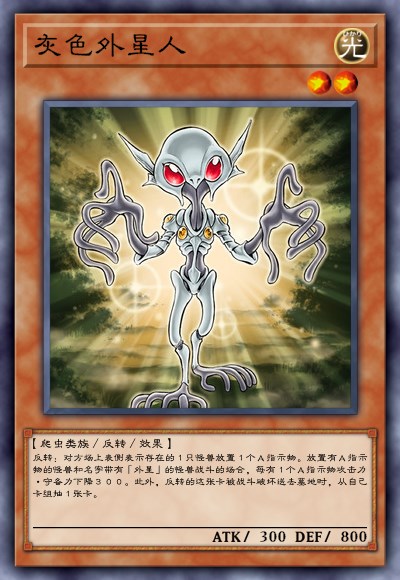 灰色外星人
光
【爬虫类族／反转／效果】
反转：对方场上表侧表示存在的1只怪兽放置1个A指示物。放置有A指示
物的怪兽和名字带有「外星」的怪兽战斗的场合，每有1个A指示物攻击力
·守备力下降３００。此外，反转的这张卡被战斗破坏送去墓地时，从自己
卡组抽1张卡。
ATK/ 300 DEF/ 800